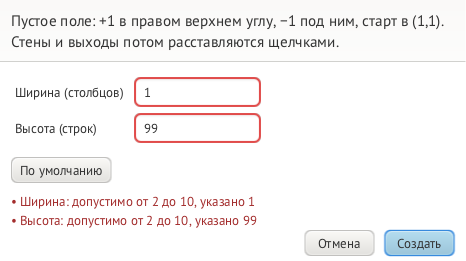 Пустое поле: +1 в правом верхнем углу, −1 под ним, старт в (1,1).
Стены и выходы потом расставляются щелчками.
Ширина (столбцов) 1
Высота (строк) 99
По умолчанию
• Ширина: допустимо от 2 до 10, указано 1
• Высота: допустимо от 2 до 10, указано 99
Отмена Создать